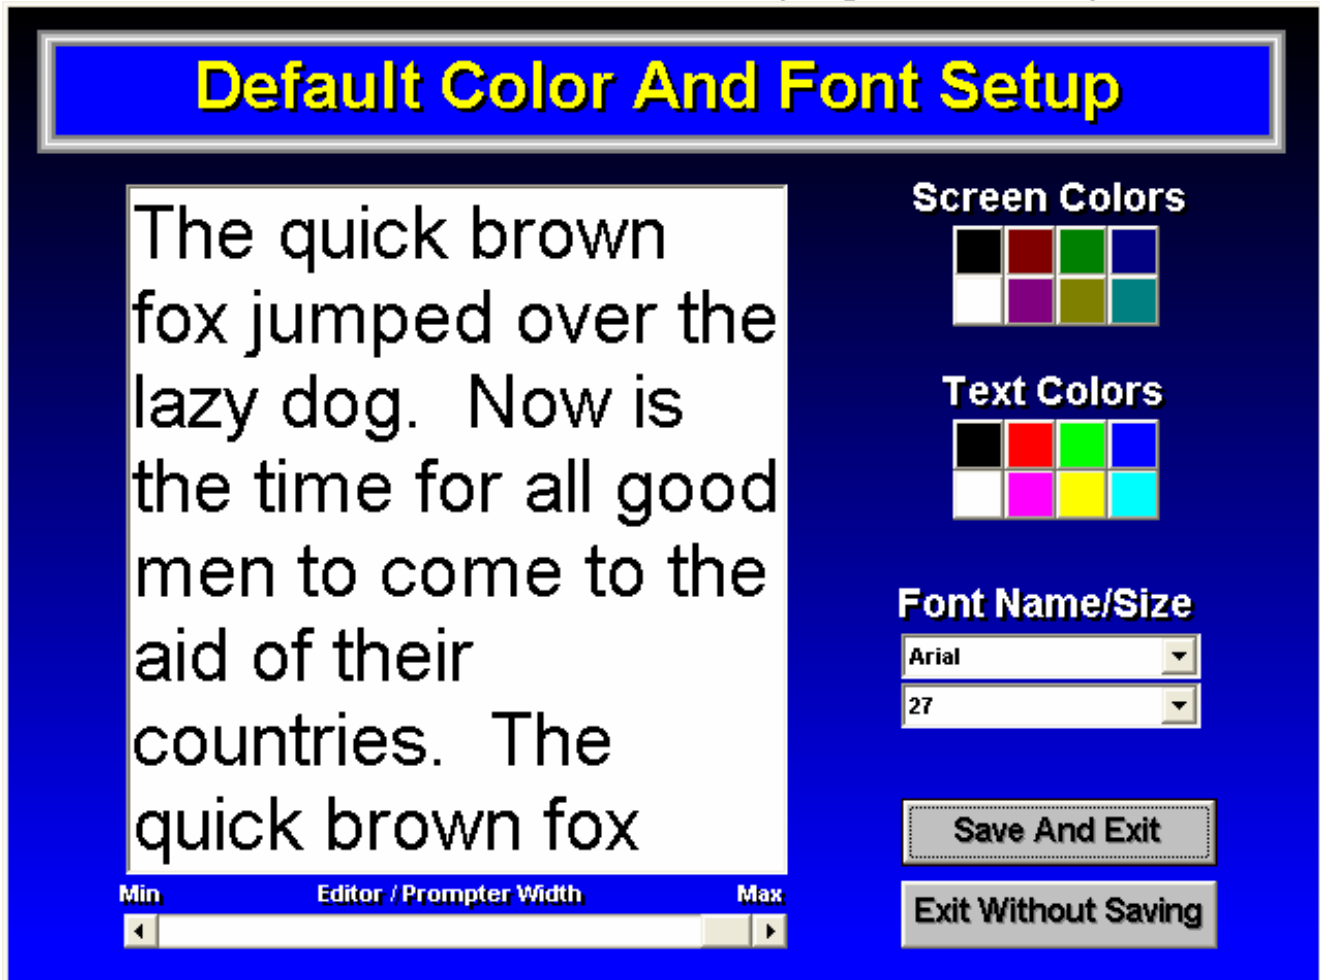 Default Color And Font Setup
The quick brown
fox jumped over the
lazy dog.  Now is
the time for all good
men to come to the
aid of their
countries.  The
quick brown fox
Min Editor / Prompter Width Max
Screen Colors
Text Colors
Font Name/Size
Arial
27
Save And Exit
Exit Without Saving